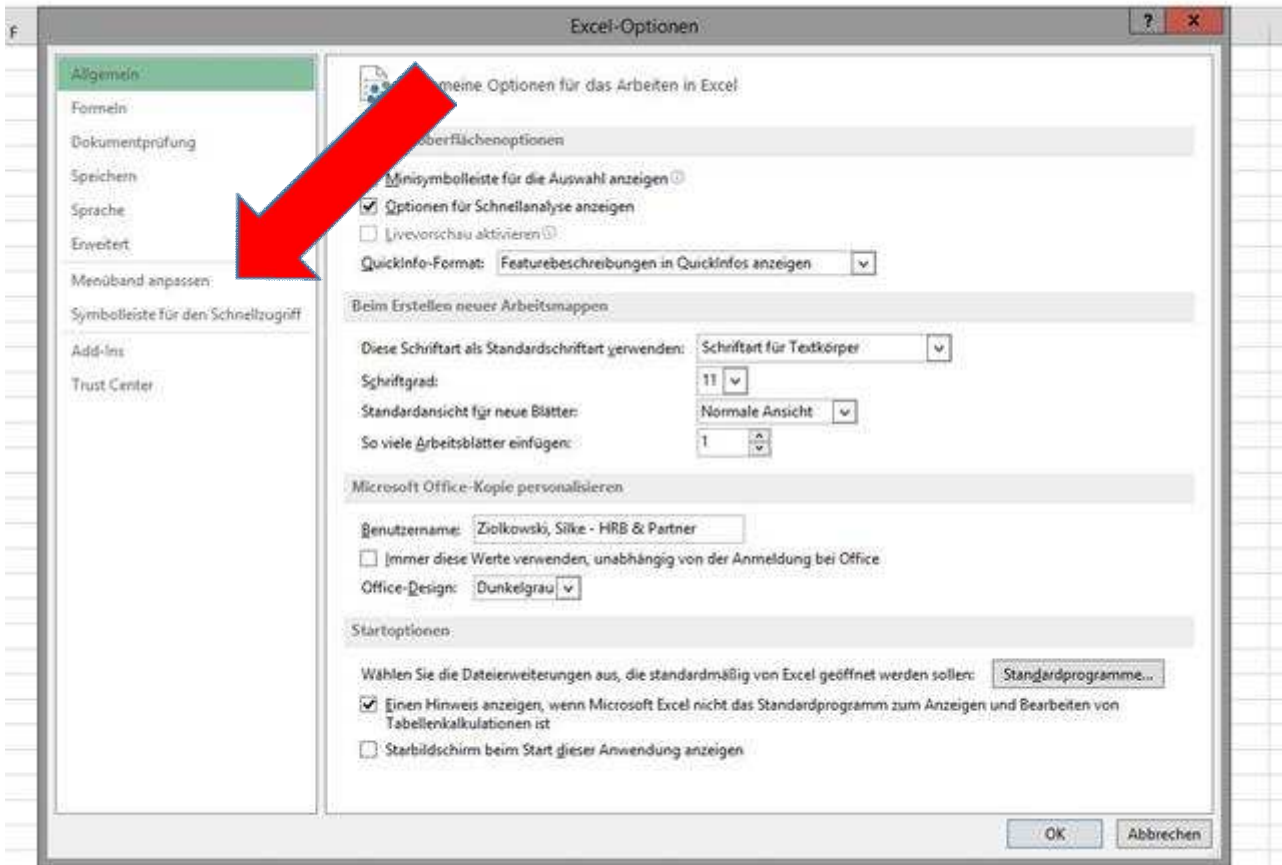 F
Excel-Optionen
? x
Allgemein
Formeln
Dokumentprüfung
Speichern
Sprache
Erweitert
Menüband anpassen
Symbolleiste für den Schnellzugriff
Add-Ins
Trust Center
meine Optionen für das Arbeiten in Excel
oberflächenoptionen
Minisymbolleiste für die Auswahl anzeigen
Optionen für Schnellanalyse anzeigen
Livevorschau aktivieren
QuickInfo-Format: Featurebeschreibungen in QuickInfos anzeigen
Beim Erstellen neuer Arbeitsmappen
Diese Schriftart als Standardschriftart verwenden: Schriftart für Textkörper
Schriftgrad: 11
Standardansicht für neue Blätter: Normale Ansicht
So viele Arbeitsblätter einfügen: 1
Microsoft Office-Kopie personalisieren
Benutzername: Ziolkowski, Silke - HRB & Partner
Immer diese Werte verwenden, unabhängig von der Anmeldung bei Office
Office-Design: Dunkelgrau
Startoptionen
Wählen Sie die Dateierweiterungen aus, die standardmäßig von Excel geöffnet werden sollen: Standardprogramme...
Einen Hinweis anzeigen, wenn Microsoft Excel nicht das Standardprogramm zum Anzeigen und Bearbeiten von
Tabellenkalkulationen ist
Starbildschirm beim Start dieser Anwendung anzeigen
OK Abbrechen